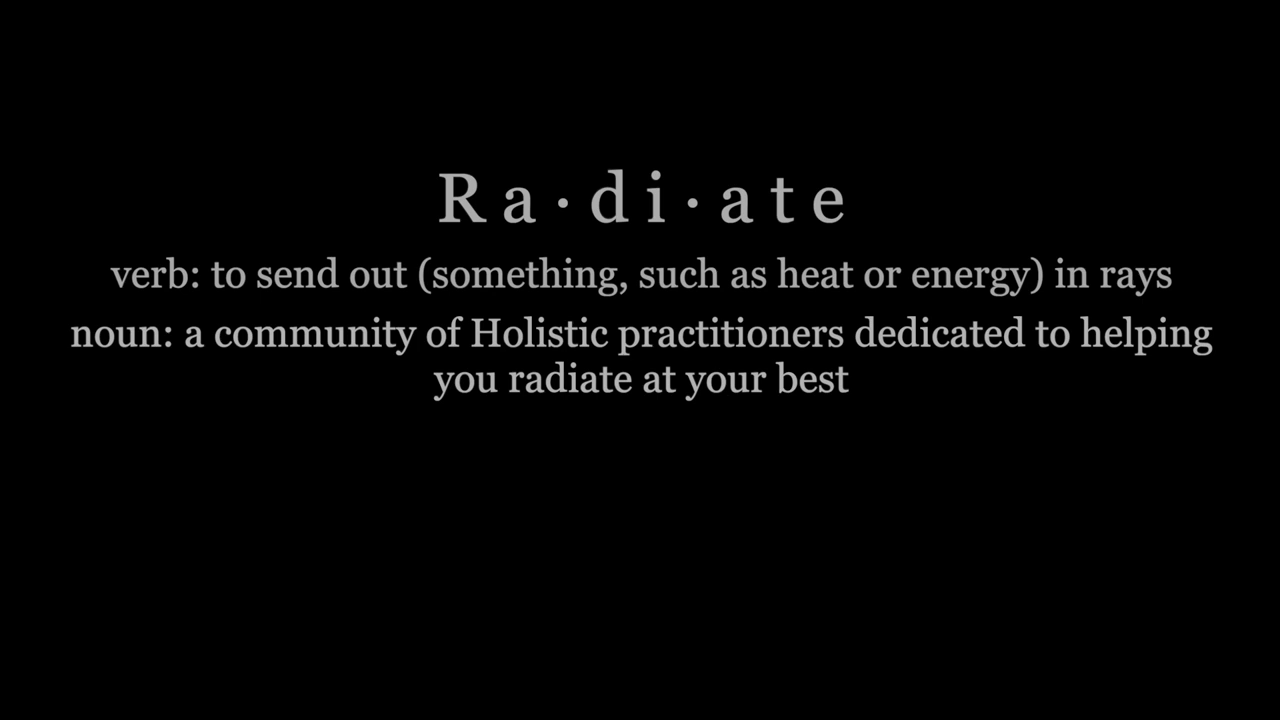 Ra·di·ate
verb: to send out (something, such as heat or energy) in rays
noun: a community of Holistic practitioners dedicated to helping
you radiate at your best